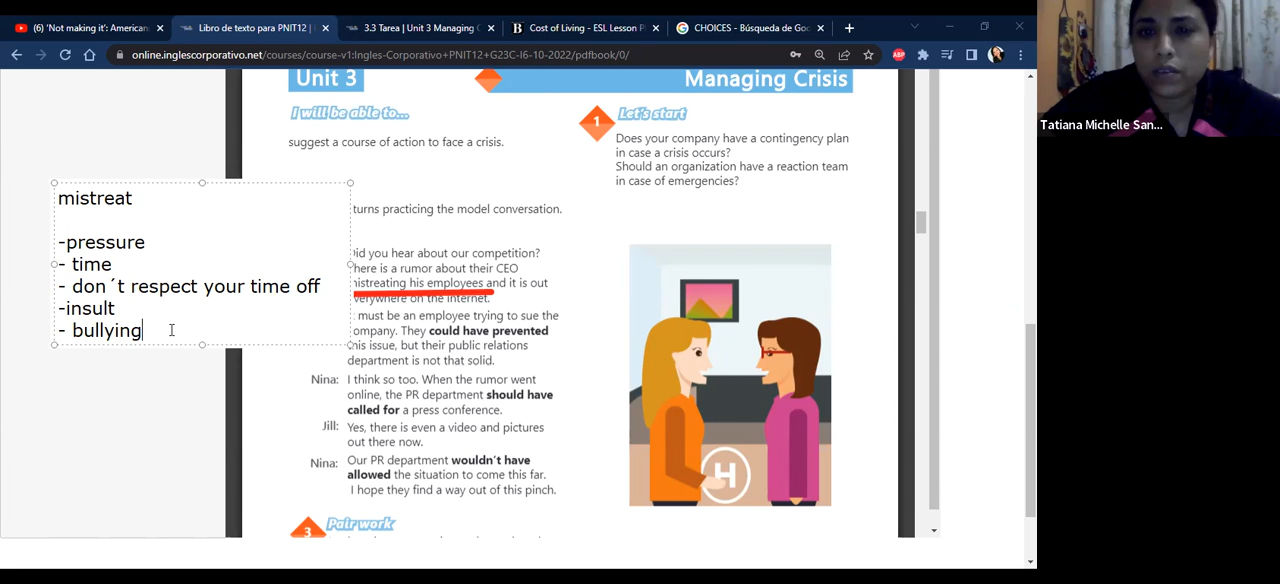 (6) 'Not making it': American
Libro de texto para PNIT12 |
3.3 Tarea | Unit 3 Managing C
Cost of Living - ESL Lesson P
CHOICES - Búsqueda de Goo
online.inglescorporativo.net/courses/course-v1:Ingles-Corporativo+PNIT12+G23C-I6-10-2022/pdfbook/0/
Unit 3
Managing Crisis
I will be able to...
suggest a course of action to face a crisis.
1
Let's start
Does your company have a contingency plan
in case a crisis occurs?
Should an organization have a reaction team
in case of emergencies?
mistreat
-pressure
- time
- don´t respect your time off
-insult
- bullying
turns practicing the model conversation.
id you hear about our competition?
here is a rumor about their CEO
istreating his employees and it is out
verywhere on the internet.
must be an employee trying to sue the
ompany. They could have prevented
his issue, but their public relations
department is not that solid.
Nina: I think so too. When the rumor went
online, the PR department should have
called for a press conference.
Jill: Yes, there is even a video and pictures
out there now.
Nina: Our PR department wouldn't have
allowed the situation to come this far.
I hope they find a way out of this pinch.
H
3
Pair work
ABP
Tatiana Michelle San...